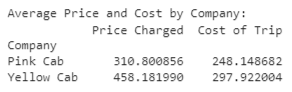 Average Price and Cost by Company:
Price Charged Cost of Trip
Company
Pink Cab 310.800856 248.148682
Yellow Cab 458.181990 297.922004